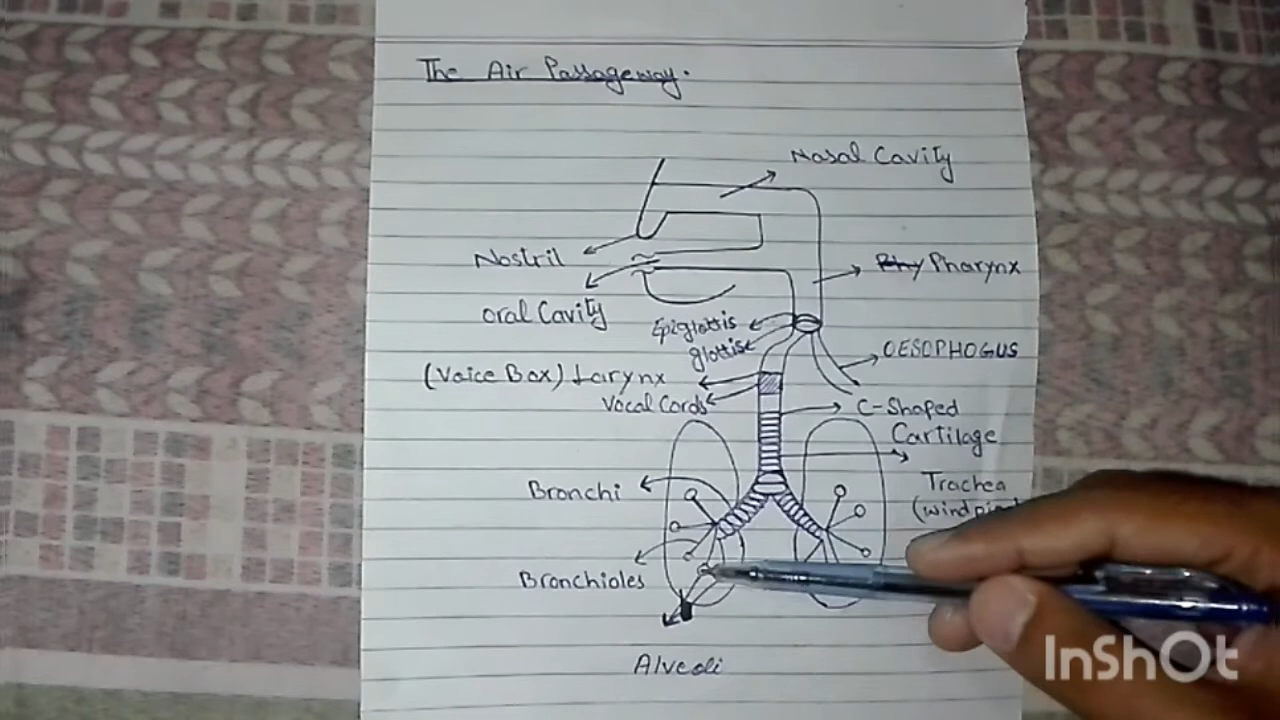 The Air Passageway.
Nasal Cavity
Nostril
Pharynx
Oral Cavity
Epiglottis
glottis
OESOPHOGUS
(Voice Box) Larynx
Vocal Cords
C-Shaped
Cartilage
Bronchi
Trachea
Bronchioles
Alveoli
InShOt